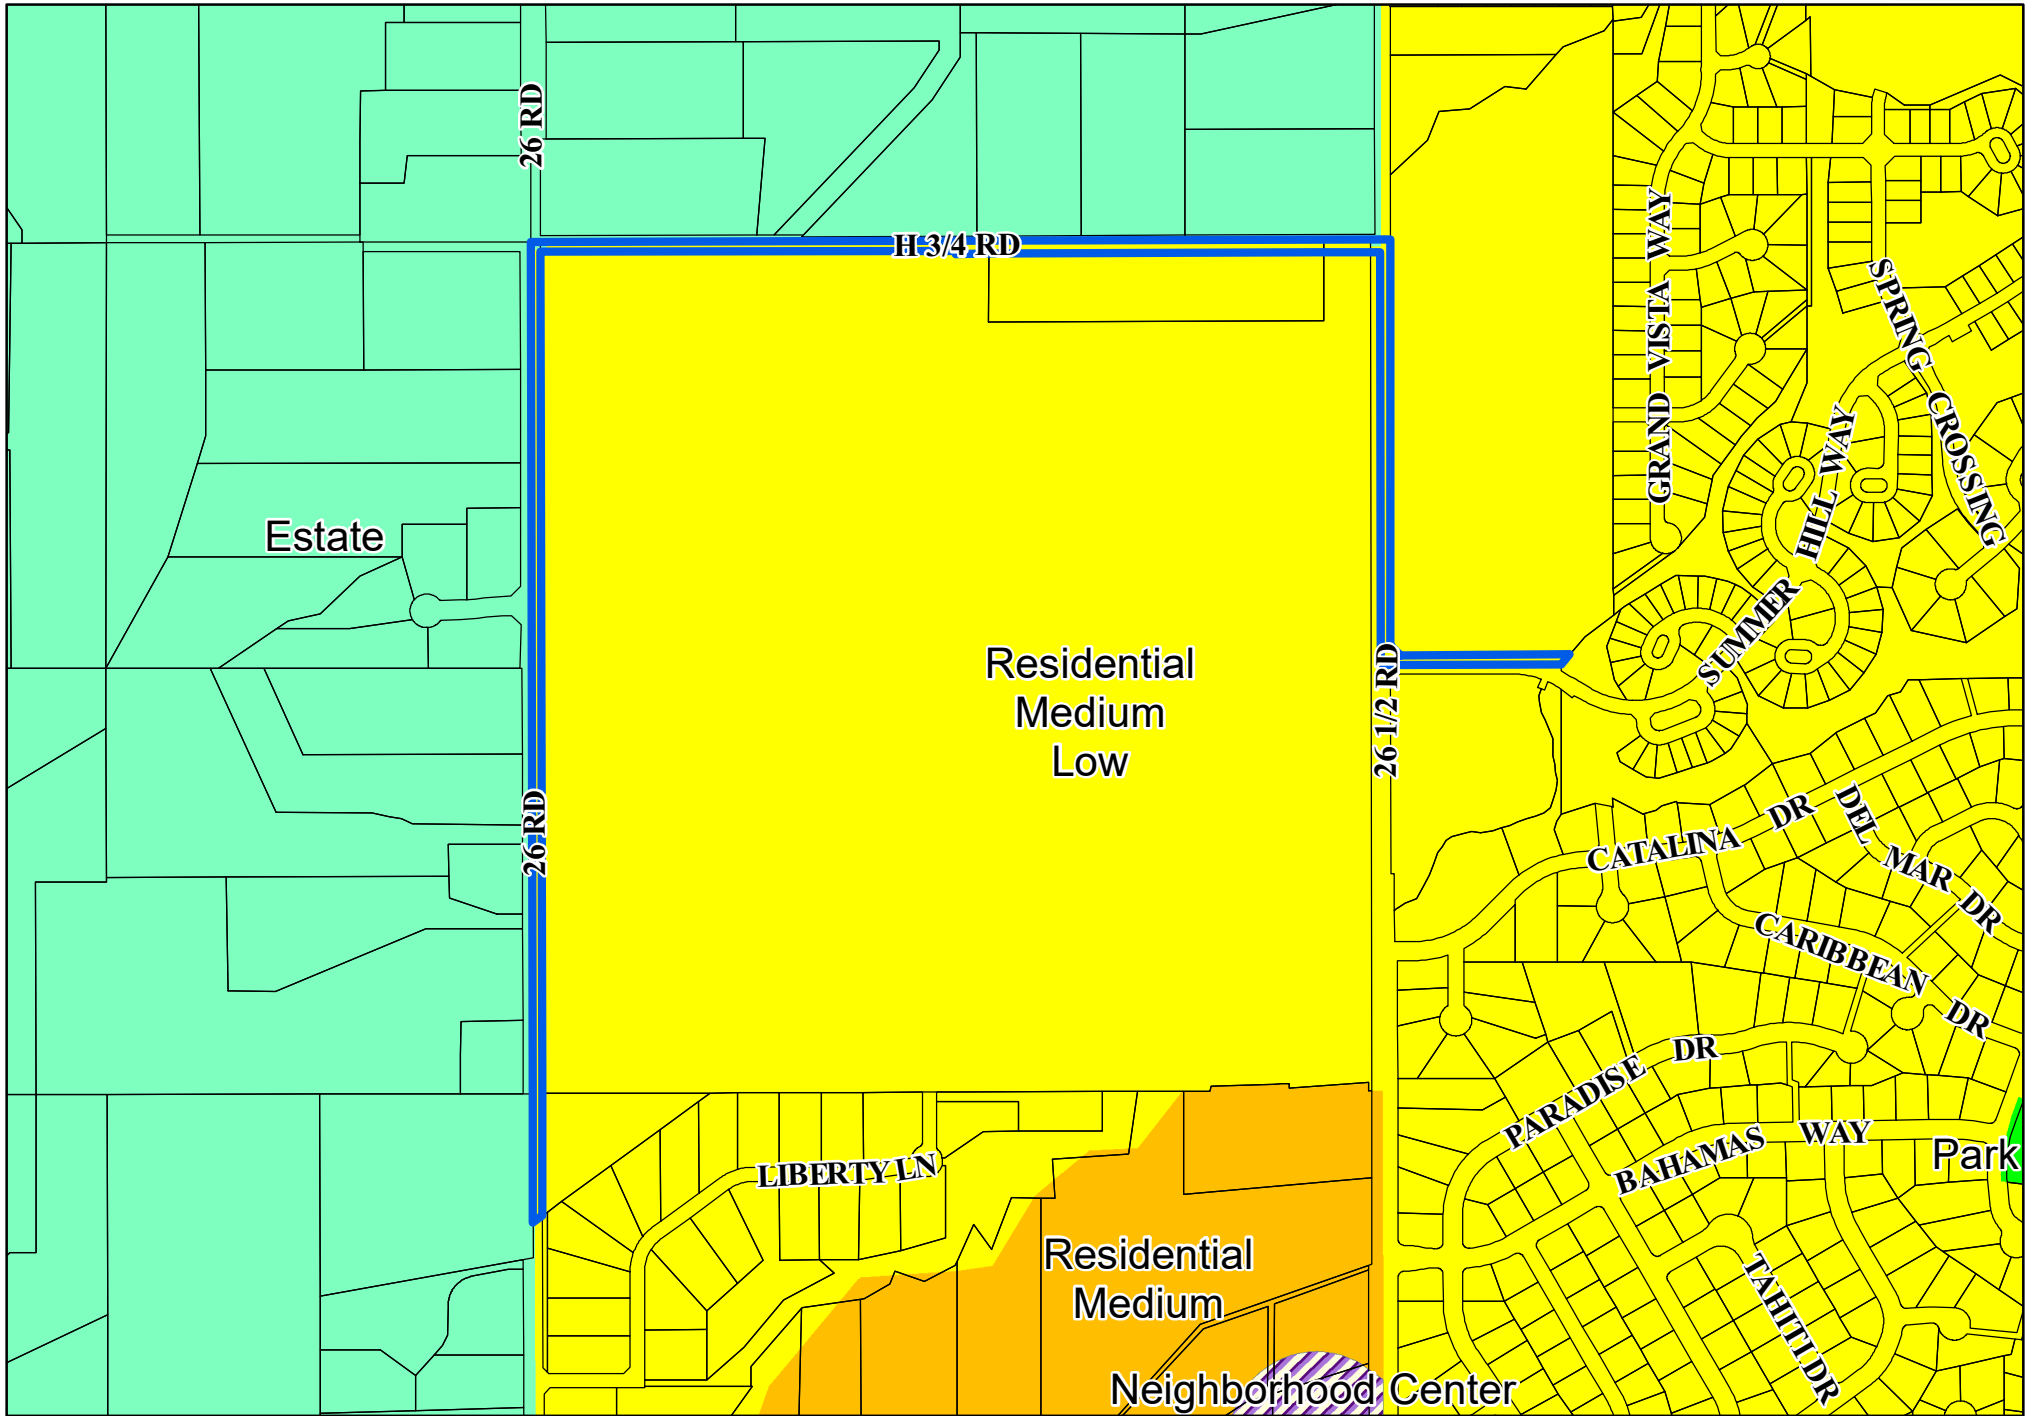 26 RD
H 3/4 RD
GRAND VISTA WAY
SPRING CROSSING
SUMMER HILL WAY
Estate
Residential
Medium
Low
26 1/2 RD
26 RD
CATALINA DR
DEL MAR DR
CARIBBEAN DR
PARADISE DR
BAHAMAS WAY
Park
LIBERTY LN
Residential
Medium
TAHITI DR
Neighborhood Center